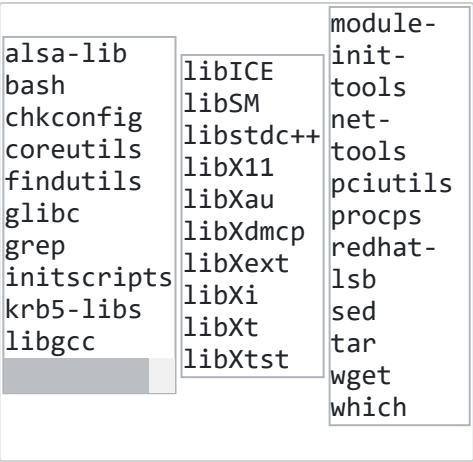 alsa-lib
bash
chkconfig
coreutils
findutils
glibc
grep
initscripts
krb5-libs
libgcc
libICE
libSM
libstdc++
libX11
libXau
libXdmcp
libXext
libXi
libXt
libXtst
module-
init-
tools
net-
tools
pciutils
procps
redhat-
lsb
sed
tar
wget
which